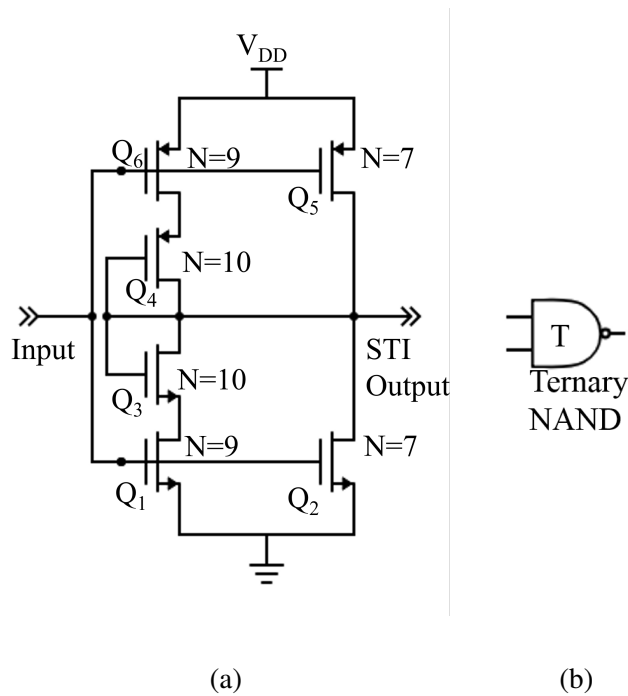 V_DD
Q_6
N=9
N=7
Q_5
N=10
Q_4
Input
STI
Output
N=10
Q_3
N=9
N=7
Q_1
Q_2
T
Ternary
NAND
(a)
(b)